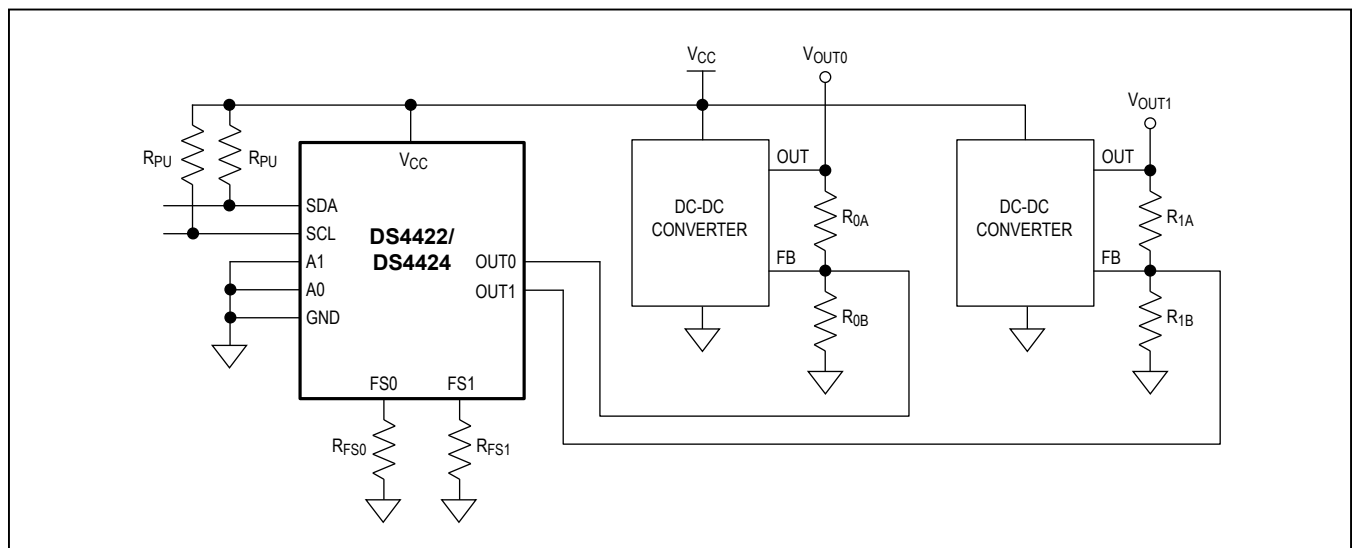 VCC
VOUT0
VOUT1
RPU
RPU
VCC
SDA
SCL
A1
A0
GND
DS4422/
DS4424
OUT0
OUT1
FS0
FS1
RFS0
RFS1
DC-DC
CONVERTER
OUT
FB
R0A
R0B
DC-DC
CONVERTER
OUT
FB
R1A
R1B